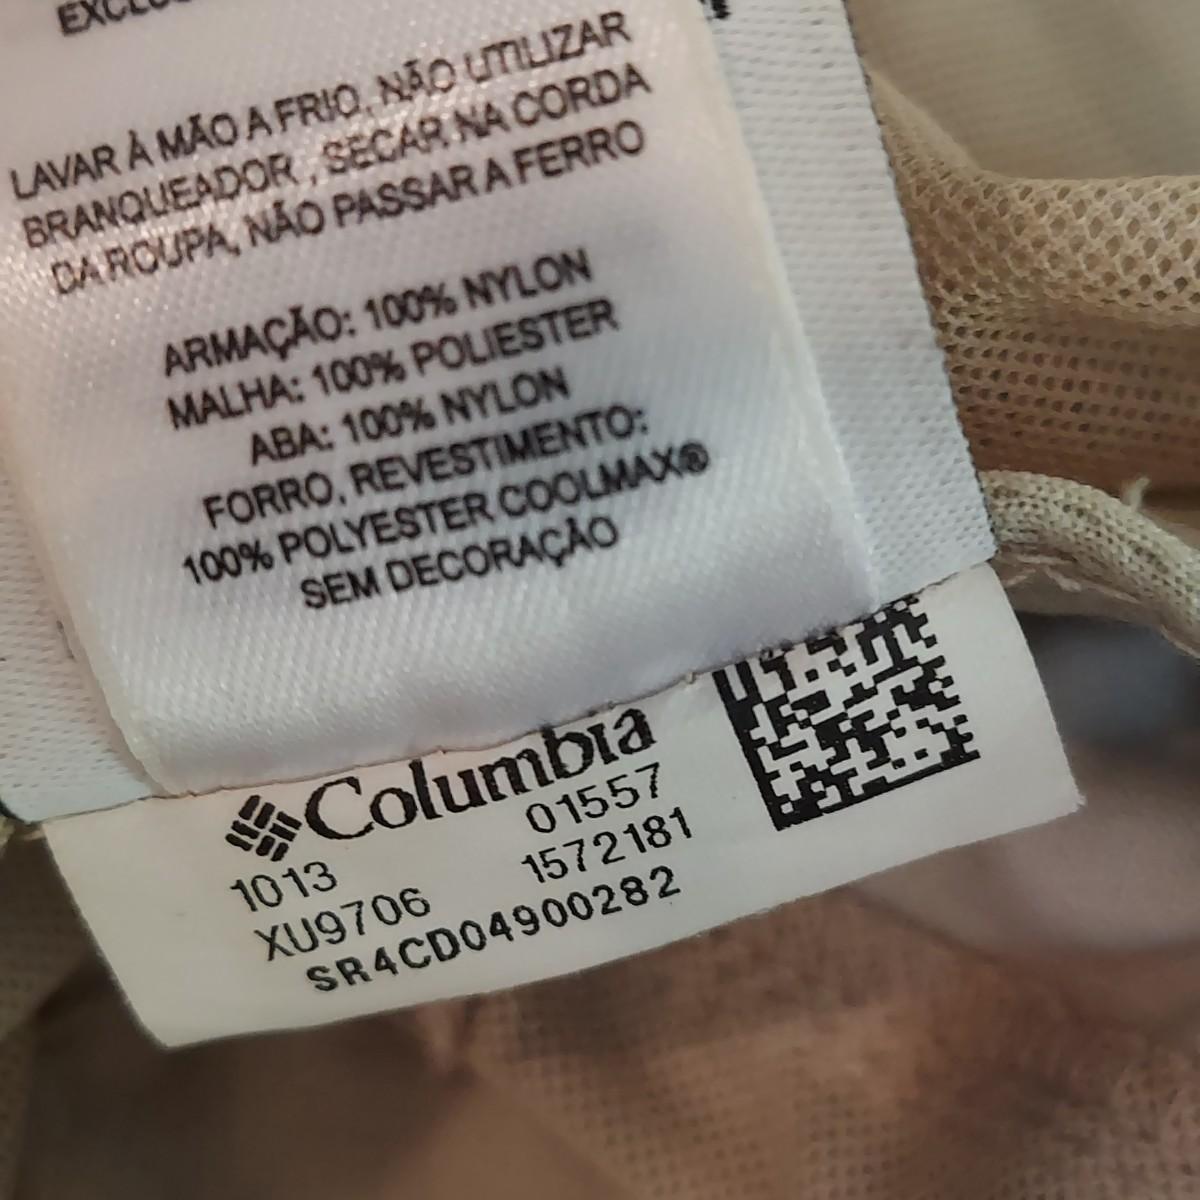 LAVAR À MÃO A FRIO, NÃO UTILIZAR
BRANQUEADOR , SECAR NA CORDA
DA ROUPA, NÃO PASSAR A FERRO
ARMAÇÃO: 100% NYLON
MALHA: 100% POLIESTER
ABA: 100% NYLON
FORRO, REVESTIMENTO:
100% POLYESTER COOLMAX®
SEM DECORAÇÃO
Columbia
1013 01557
XU9706 1572181
SR4CD04900282